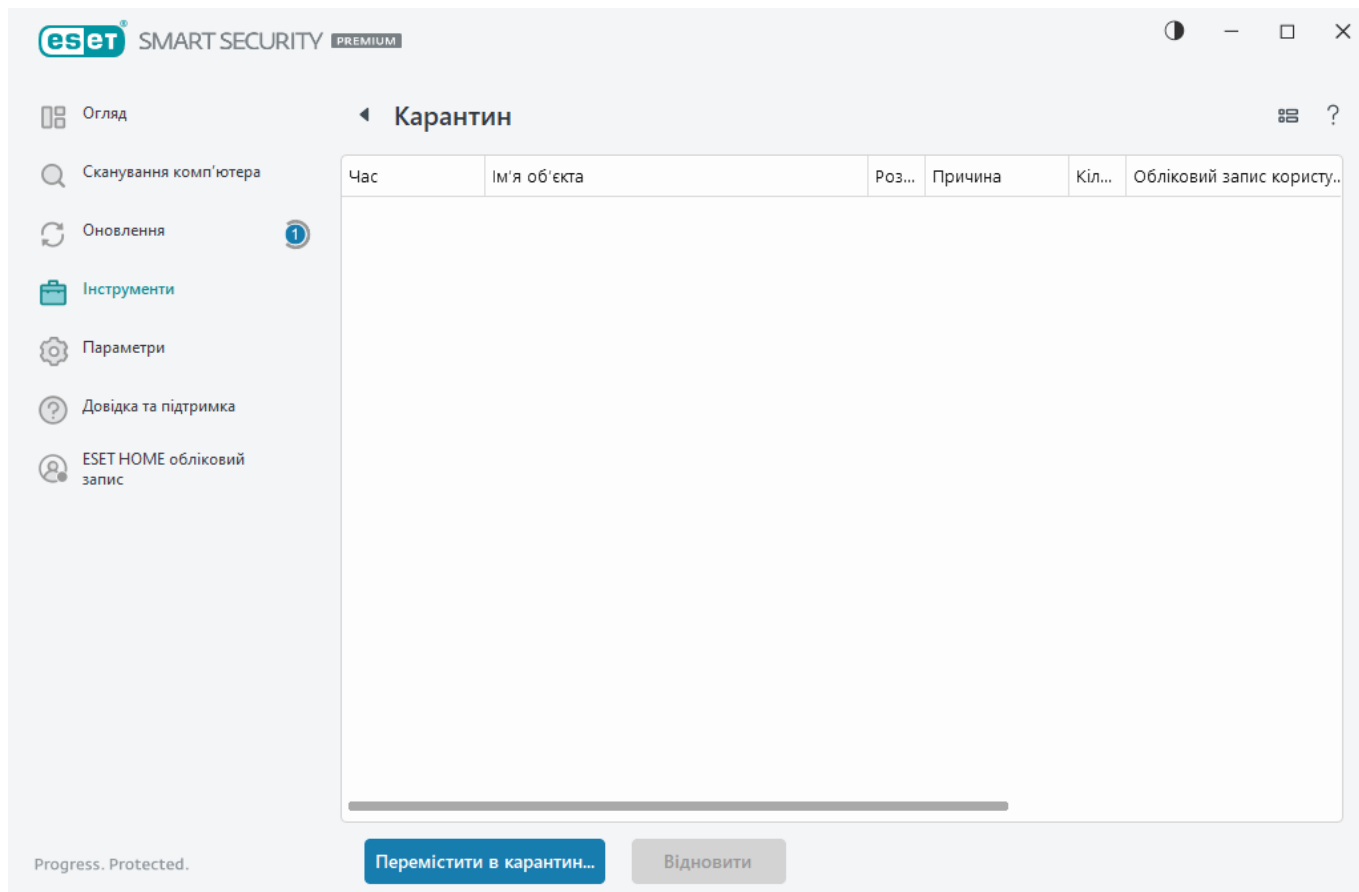 eset® SMART SECURITY PREMIUM
Огляд
Сканування комп'ютера
Оновлення 1
Інструменти
Параметри
Довідка та підтримка
ESET HOME обліковий
запис
Progress. Protected.
Карантин ?
Час Ім'я об'єкта Роз... Причина Кіл... Обліковий запис користу..
Перемістити в карантин... Відновити